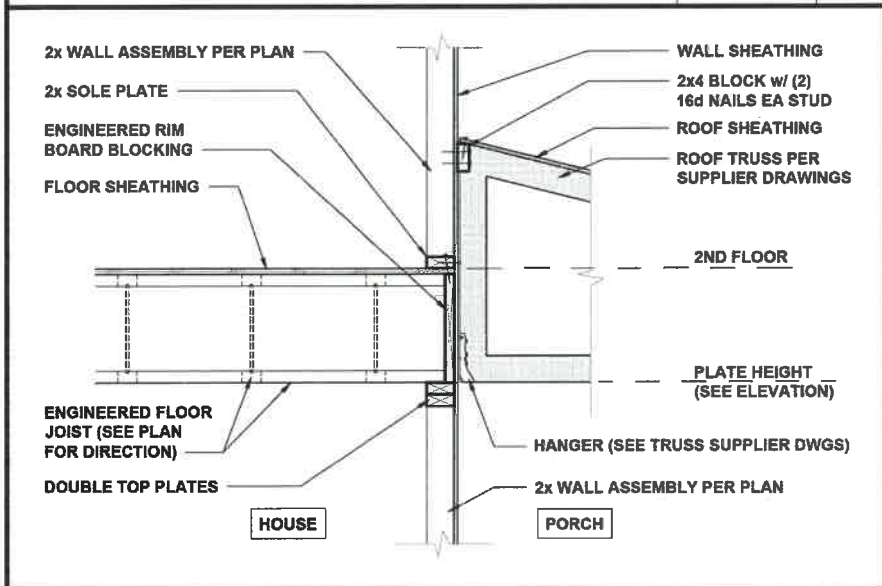 2x WALL ASSEMBLY PER PLAN
2x SOLE PLATE
ENGINEERED RIM
BOARD BLOCKING
FLOOR SHEATHING
ENGINEERED FLOOR
JOIST (SEE PLAN
FOR DIRECTION)
DOUBLE TOP PLATES
HOUSE
WALL SHEATHING
2x4 BLOCK w/ (2)
16d NAILS EA STUD
ROOF SHEATHING
ROOF TRUSS PER
SUPPLIER DRAWINGS
2ND FLOOR
PLATE HEIGHT
(SEE ELEVATION)
HANGER (SEE TRUSS SUPPLIER DWGS)
2x WALL ASSEMBLY PER PLAN
PORCH